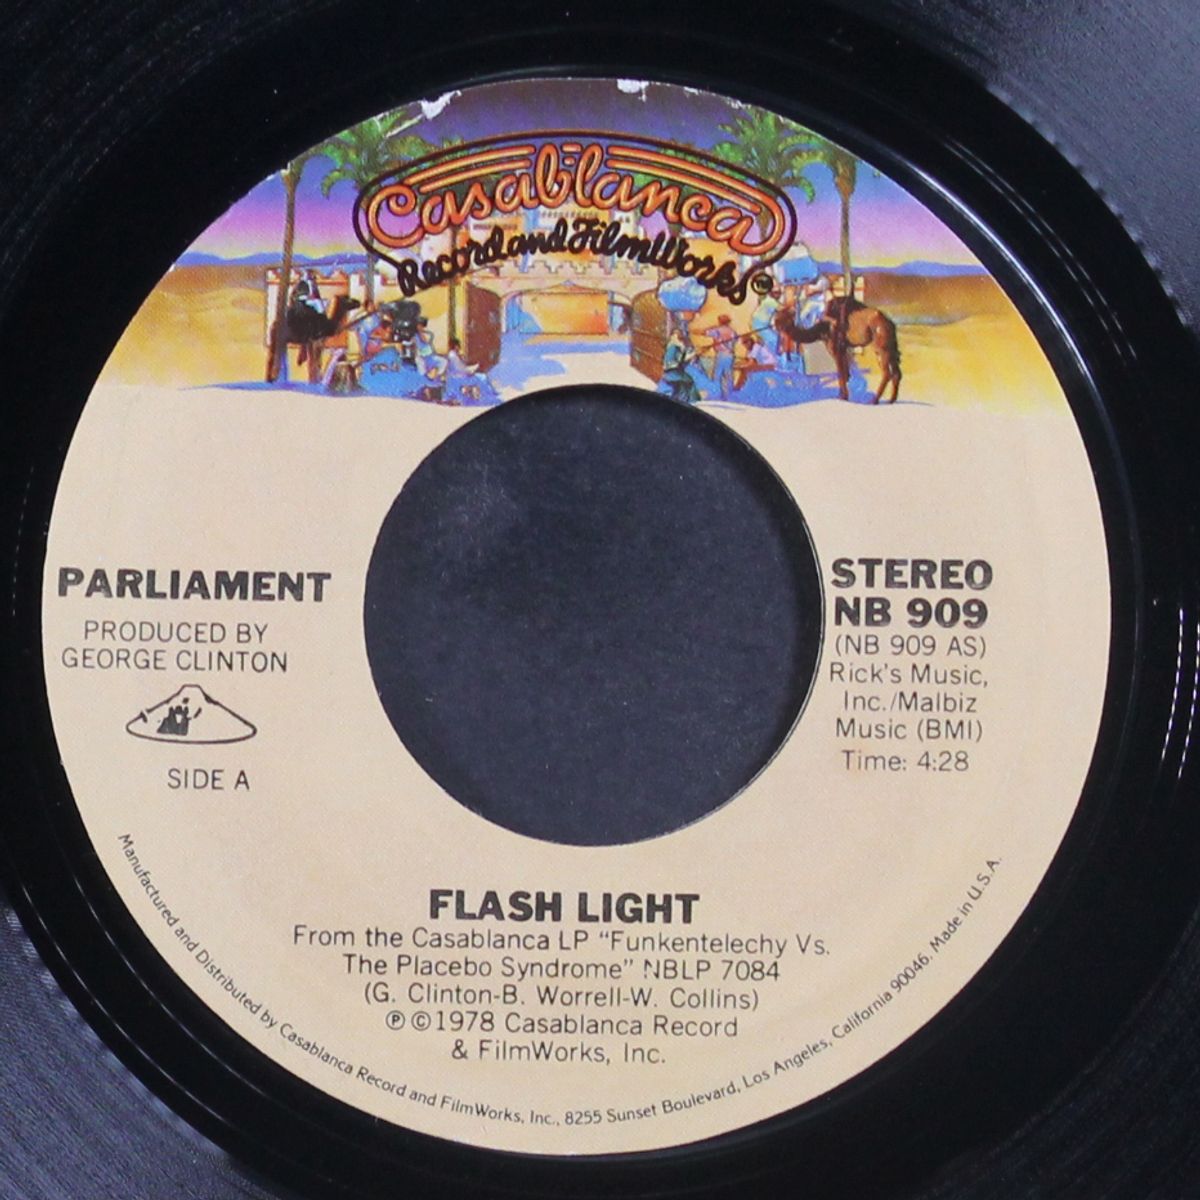 Casablanca
Record and FilmWorks TM
PARLIAMENT
PRODUCED BY
GEORGE CLINTON
SIDE A
STEREO
NB 909
(NB 909 AS)
Rick's Music,
Inc./Malbiz
Music (BMI)
Time: 4:28
FLASH LIGHT
From the Casablanca LP "Funkentelechy Vs.
The Placebo Syndrome" NBLP 7084
(G. Clinton-B. Worrell-W. Collins)
℗©1978 Casablanca Record
& FilmWorks, Inc.
Manufactured and Distributed by Casablanca Record and FilmWorks, Inc., 8255 Sunset Boulevard, Los Angeles, California 90046. Made in U.S.A.